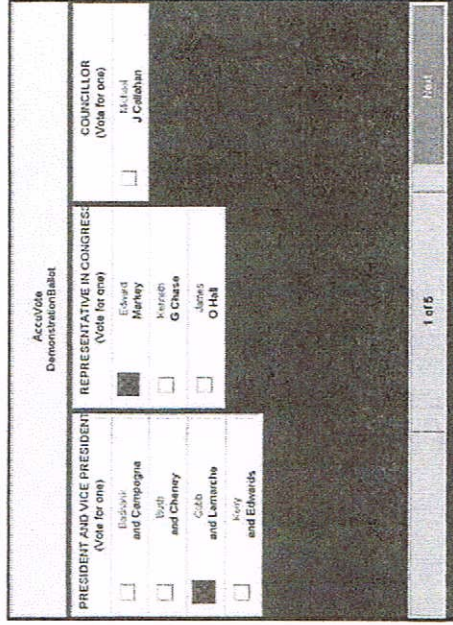 AccuVote
DemonstrationBallot
PRESIDENT AND VICE PRESIDENT
(Vote for one)
Badnarik
and Campagna
Bush
and Cheney
Cobb
and Lamarche
Kerry
and Edwards
REPRESENTATIVE IN CONGRESS
(Vote for one)
Edward
Markey
Kenneth
G Chase
James
O Hall
COUNCILLOR
(Vote for one)
Michael
J Callahan
1 of 5
Next